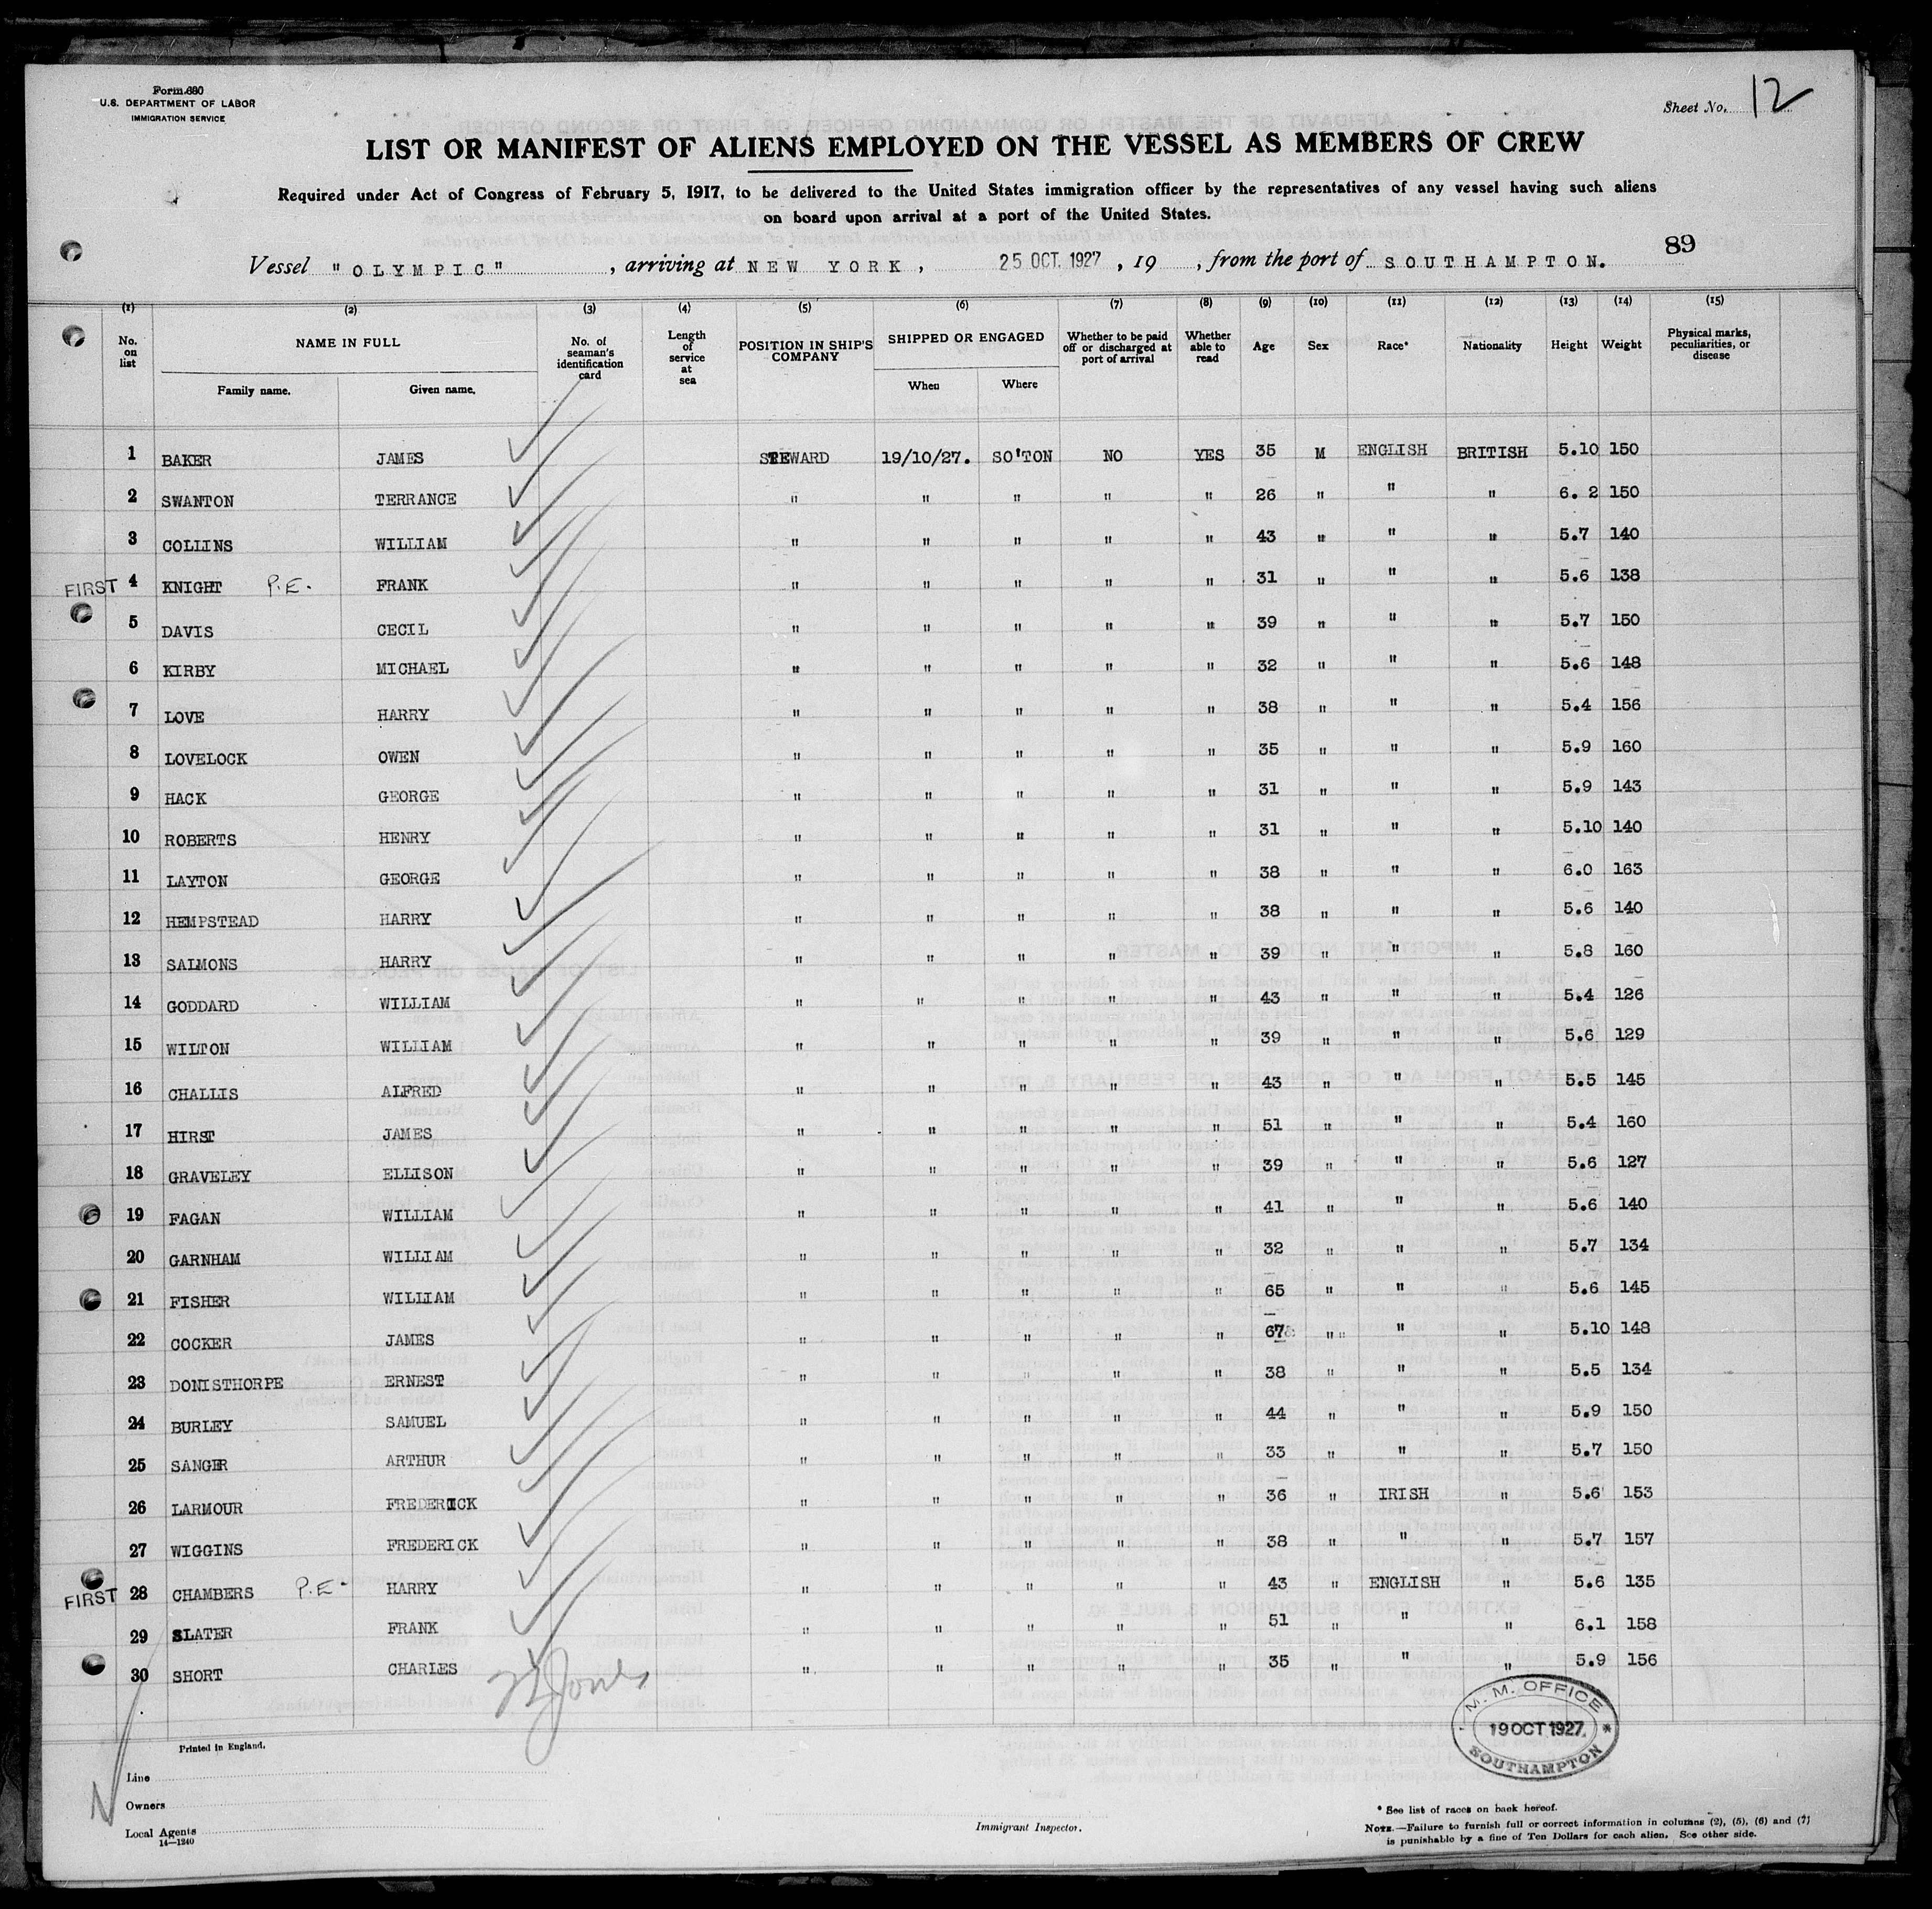 Form 680
U.S. DEPARTMENT OF LABOR
IMMIGRATION SERVICE
Sheet No. 12
LIST OR MANIFEST OF ALIENS EMPLOYED ON THE VESSEL AS MEMBERS OF CREW
Required under Act of Congress of February 5, 1917, to be delivered to the United States immigration officer by the representatives of any vessel having such aliens
on board upon arrival at a port of the United States.
89
Vessel "OLYMPIC", arriving at NEW YORK, 25 OCT. 1927, 19 , from the port of SOUTHAMPTON.
(1) (2) (3) (4) (5) (6) (7) (8) (9) (10) (11) (12) (13) (14) (15)
No. on list NAME IN FULL Family name. Given name. No. of seaman's identification card Length of service at sea POSITION IN SHIP'S COMPANY SHIPPED OR ENGAGED When Where Whether to be paid off or discharged at port of arrival Whether able to read Age Sex Race* Nationality Height Weight Physical marks, peculiarities, or disease
1 BAKER JAMES STEWARD 19/10/27. SO'TON NO YES 35 M ENGLISH BRITISH 5.10 150
2 SWANTON TERRANCE " " " " " 26 " " " 6.2 150
3 COLLINS WILLIAM " " " " " 43 " " " 5.7 140
FIRST 4 KNIGHT P.E. FRANK " " " " " 31 " " " 5.6 138
5 DAVIS CECIL " " " " " 39 " " " 5.7 150
6 KIRBY MICHAEL " " " " " 32 " " " 5.6 148
7 LOVE HARRY " " " " " 38 " " " 5.4 156
8 LOVELOCK OWEN " " " " " 35 " " " 5.9 160
9 HACK GEORGE " " " " " 31 " " " 5.9 143
10 ROBERTS HENRY " " " " " 31 " " " 5.10 140
11 LAYTON GEORGE " " " " " 38 " " " 6.0 163
12 HEMPSTEAD HARRY " " " " " 38 " " " 5.6 140
13 SALMONS HARRY " " " " " 39 " " " 5.8 160
14 GODDARD WILLIAM " " " " " 43 " " " 5.4 126
15 WILTON WILLIAM " " " " " 39 " " " 5.6 129
16 CHALLIS ALFRED " " " " " 43 " " " 5.5 145
17 HIRST JAMES " " " " " 51 " " " 5.4 160
18 GRAVELEY ELLISON " " " " " 39 " " " 5.6 127
19 FAGAN WILLIAM " " " " " 41 " " " 5.6 140
20 GARNHAM WILLIAM " " " " " 32 " " " 5.7 134
21 FISHER WILLIAM " " " " " 65 " " " 5.6 145
22 COCKER JAMES " " " " " 67 " " " 5.10 148
23 DONISTHORPE ERNEST " " " " " 38 " " " 5.5 134
24 BURLEY SAMUEL " " " " " 44 " " " 5.9 150
25 SANGER ARTHUR " " " " " 33 " " " 5.7 150
26 LARMOUR FREDERICK " " " " " 36 " IRISH " 5.6 153
27 WIGGINS FREDERICK " " " " " 38 " " " 5.7 157
FIRST 28 CHAMBERS P.E. HARRY " " " " " 43 " ENGLISH " 5.6 135
29 SLATER FRANK " " " " " 51 " " " 6.1 158
30 SHORT CHARLES " " " " " 35 " " " 5.9 156
Jones
M. M. OFFICE
19 OCT 1927
SOUTHAMPTON
Printed in England.
Line
Owners
Local Agents
14—1240
Immigrant Inspector.
* See list of races on back hereof.
NOTE.—Failure to furnish full or correct information in columns (2), (5), (6) and (7)
is punishable by a fine of Ten Dollars for each alien. See other side.